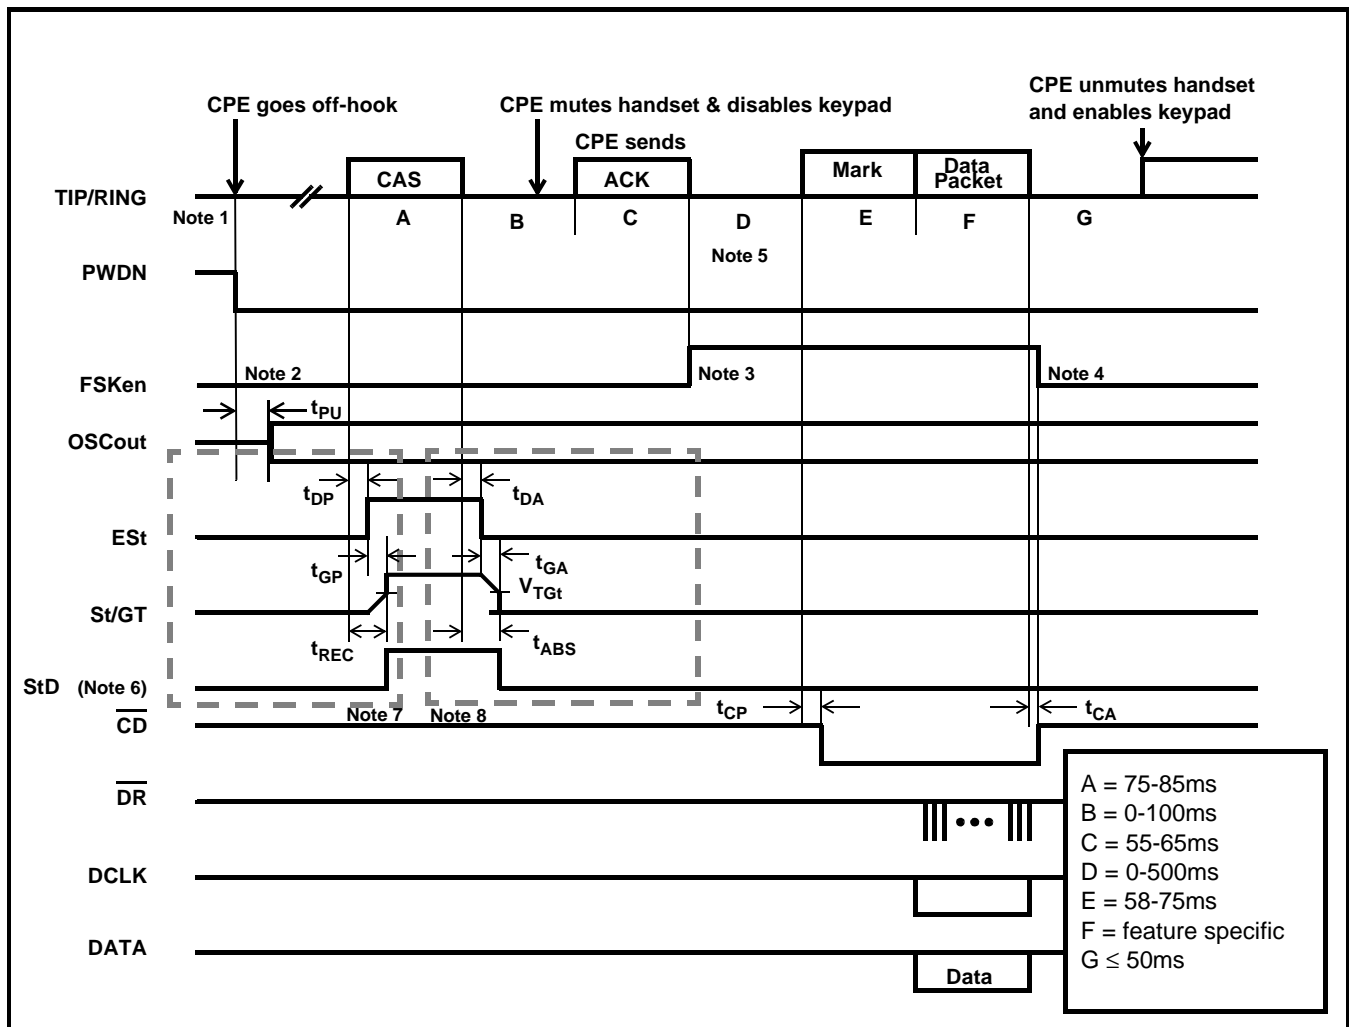 CPE goes off-hook
CPE mutes handset & disables keypad
CPE unmutes handset
and enables keypad
CPE sends
CAS
ACK
Mark
Data
Packet
TIP/RING
Note 1
A
B
C
D
E
F
G
Note 5
PWDN
FSKen
Note 2
Note 3
Note 4
tPU
OSCout
tDP
tDA
ESt
tGP
tGA
VTGt
St/GT
tREC
tABS
StD (Note 6)
Note 7
Note 8
tCP
tCA
CD
DR
DCLK
DATA
Data
A = 75-85ms
B = 0-100ms
C = 55-65ms
D = 0-500ms
E = 58-75ms
F = feature specific
G ≤ 50ms